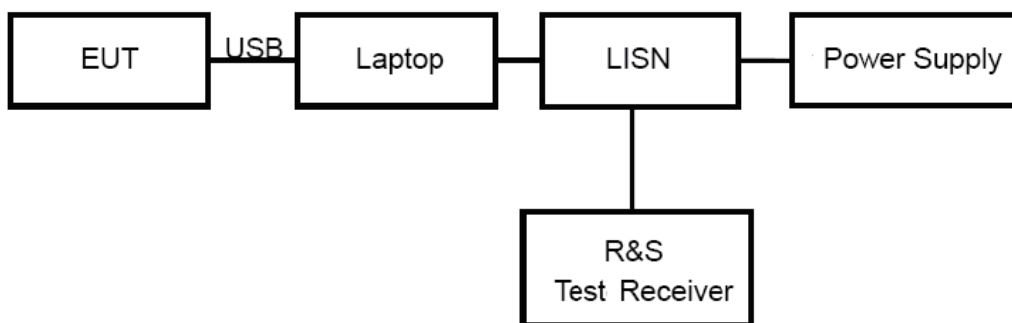 EUT
USB
Laptop
LISN
Power Supply
R&S
Test Receiver